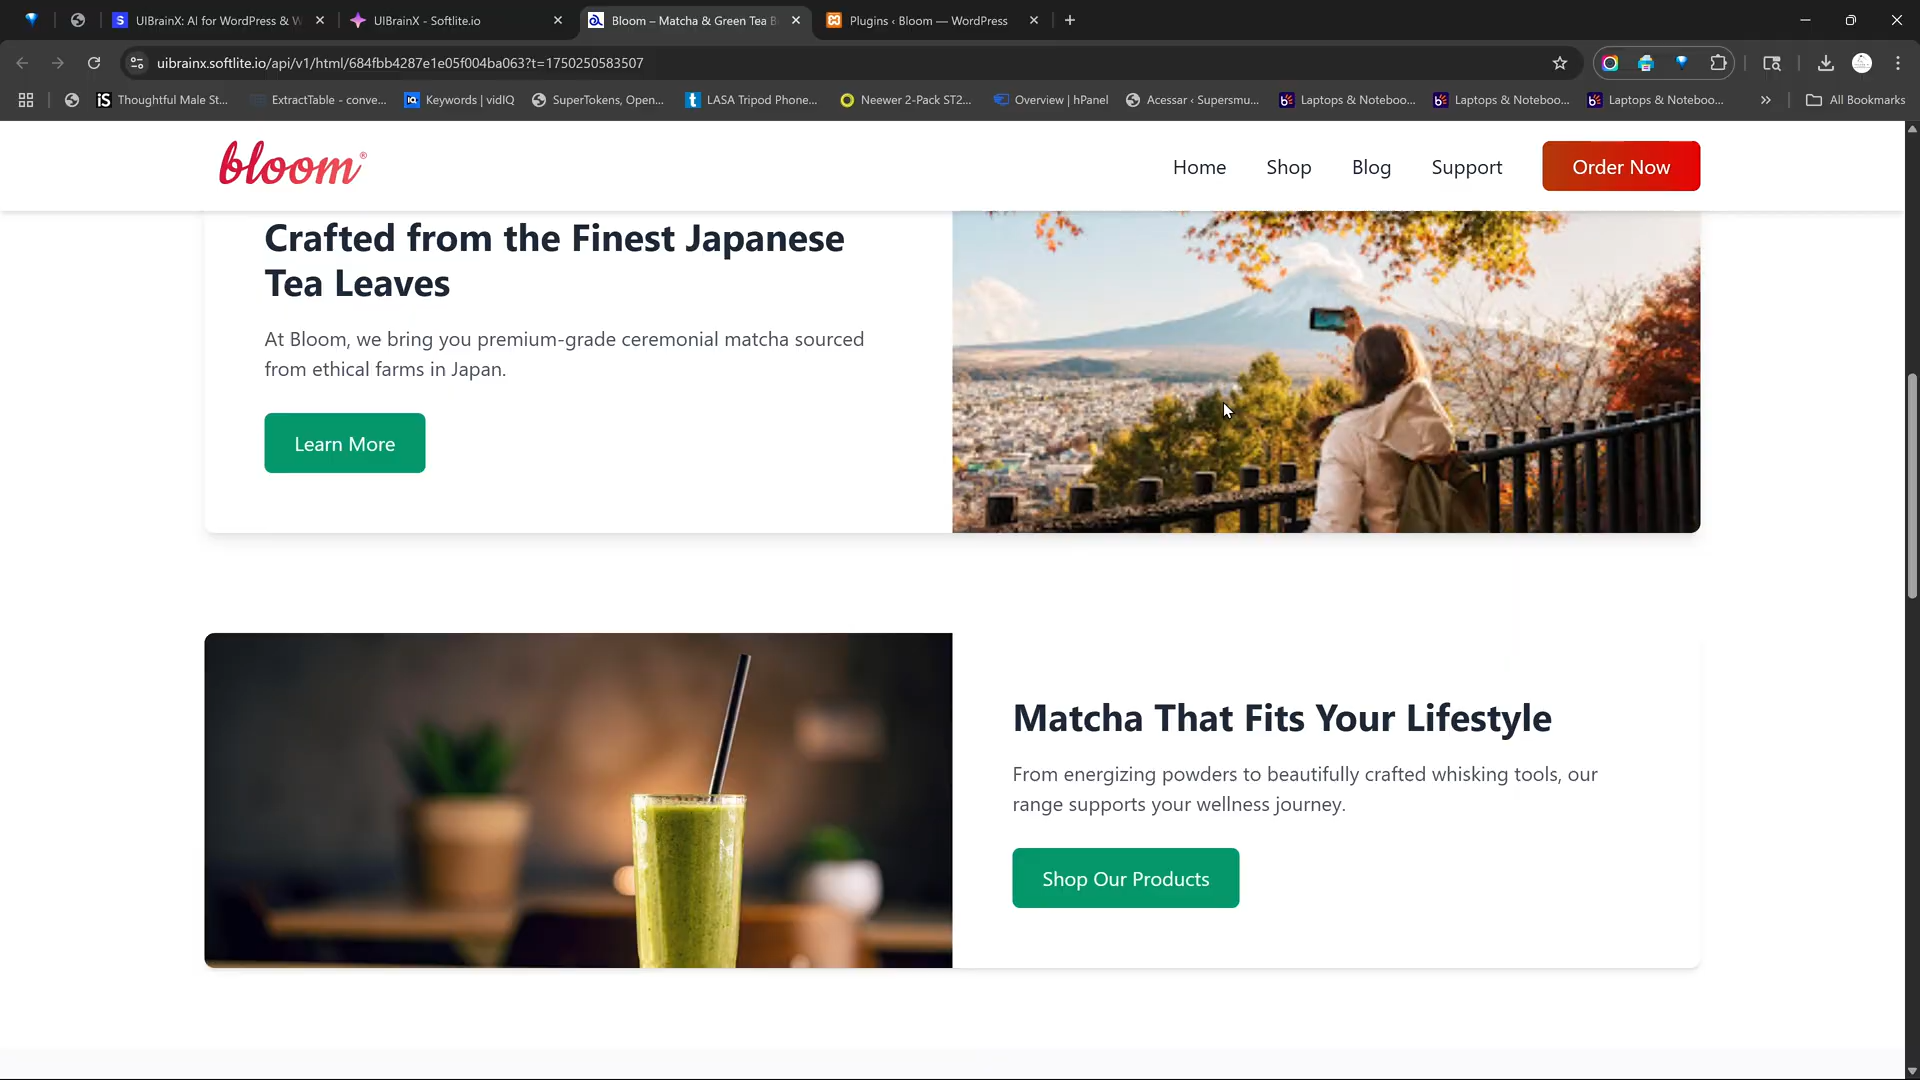 UIBrainX: AI for WordPress & W
UIBrainX - Softlite.io
Bloom – Matcha & Green Tea B
Plugins ‹ Bloom — WordPress
uibrainx.softlite.io/api/v1/html/684fbb4287e1e05f004ba063?t=1750250583507
Thoughtful Male St...
ExtractTable - conve...
Keywords | vidIQ
SuperTokens, Open...
LASA Tripod Phone...
Neewer 2-Pack ST2...
Overview | hPanel
Acessar ‹ Supersmu...
Laptops & Noteboo...
Laptops & Noteboo...
Laptops & Noteboo...
All Bookmarks
bloom®
Home
Shop
Blog
Support
Order Now
Crafted from the Finest Japanese
Tea Leaves
At Bloom, we bring you premium-grade ceremonial matcha sourced
from ethical farms in Japan.
Learn More
Matcha That Fits Your Lifestyle
From energizing powders to beautifully crafted whisking tools, our
range supports your wellness journey.
Shop Our Products